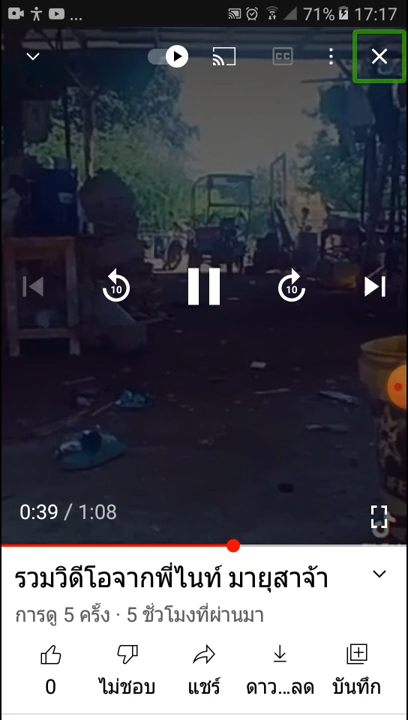 ... 71% 17:17
CC
10 10
0:39 / 1:08
รวมวิดีโอจากพี่ไนท์ มายุสาจ้า
การดู 5 ครั้ง · 5 ชั่วโมงที่ผ่านมา
0 ไม่ชอบ แชร์ ดาว...ลด บันทึก